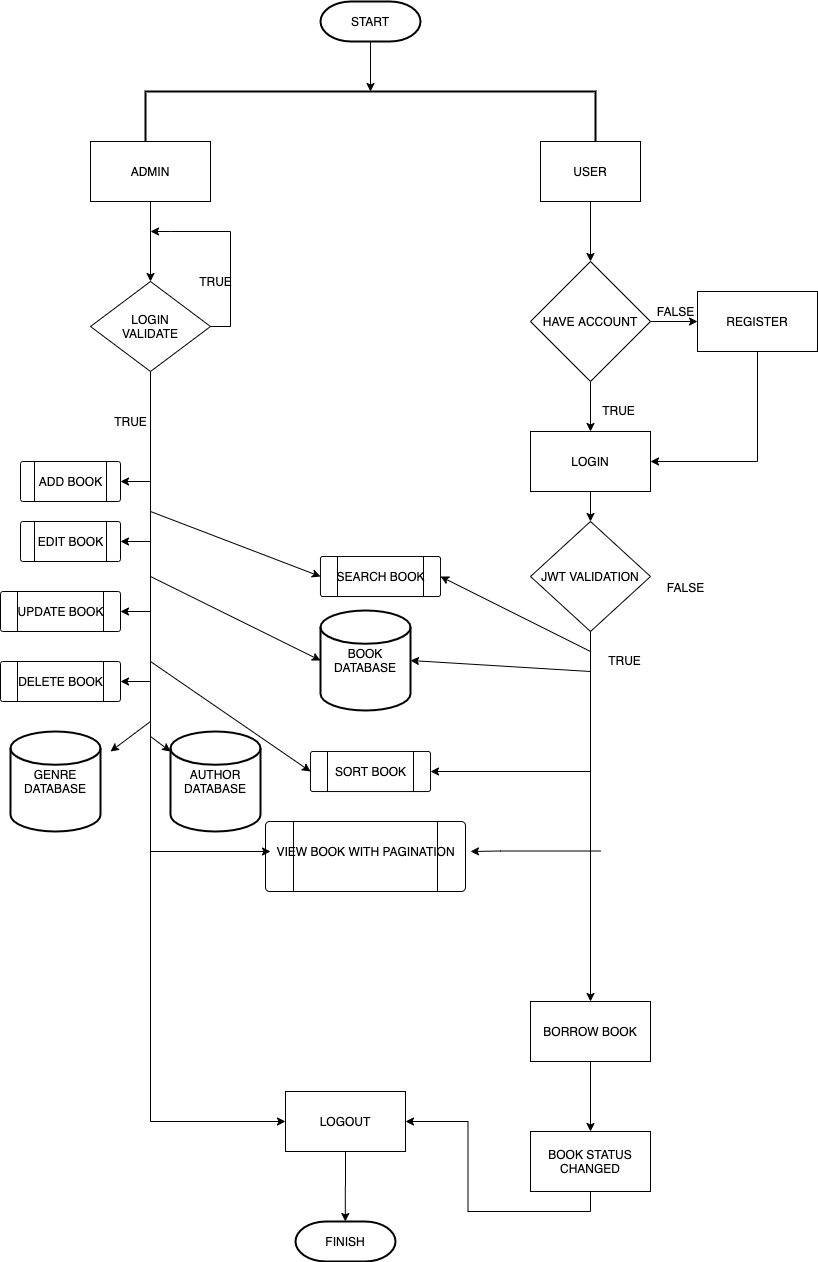 START
ADMIN
USER
TRUE
LOGIN
VALIDATE
HAVE ACCOUNT
FALSE
REGISTER
TRUE
TRUE
LOGIN
ADD BOOK
EDIT BOOK
SEARCH BOOK
JWT VALIDATION
FALSE
UPDATE BOOK
BOOK
DATABASE
TRUE
DELETE BOOK
GENRE
DATABASE
AUTHOR
DATABASE
SORT BOOK
VIEW BOOK WITH PAGINATION
BORROW BOOK
LOGOUT
BOOK STATUS
CHANGED
FINISH